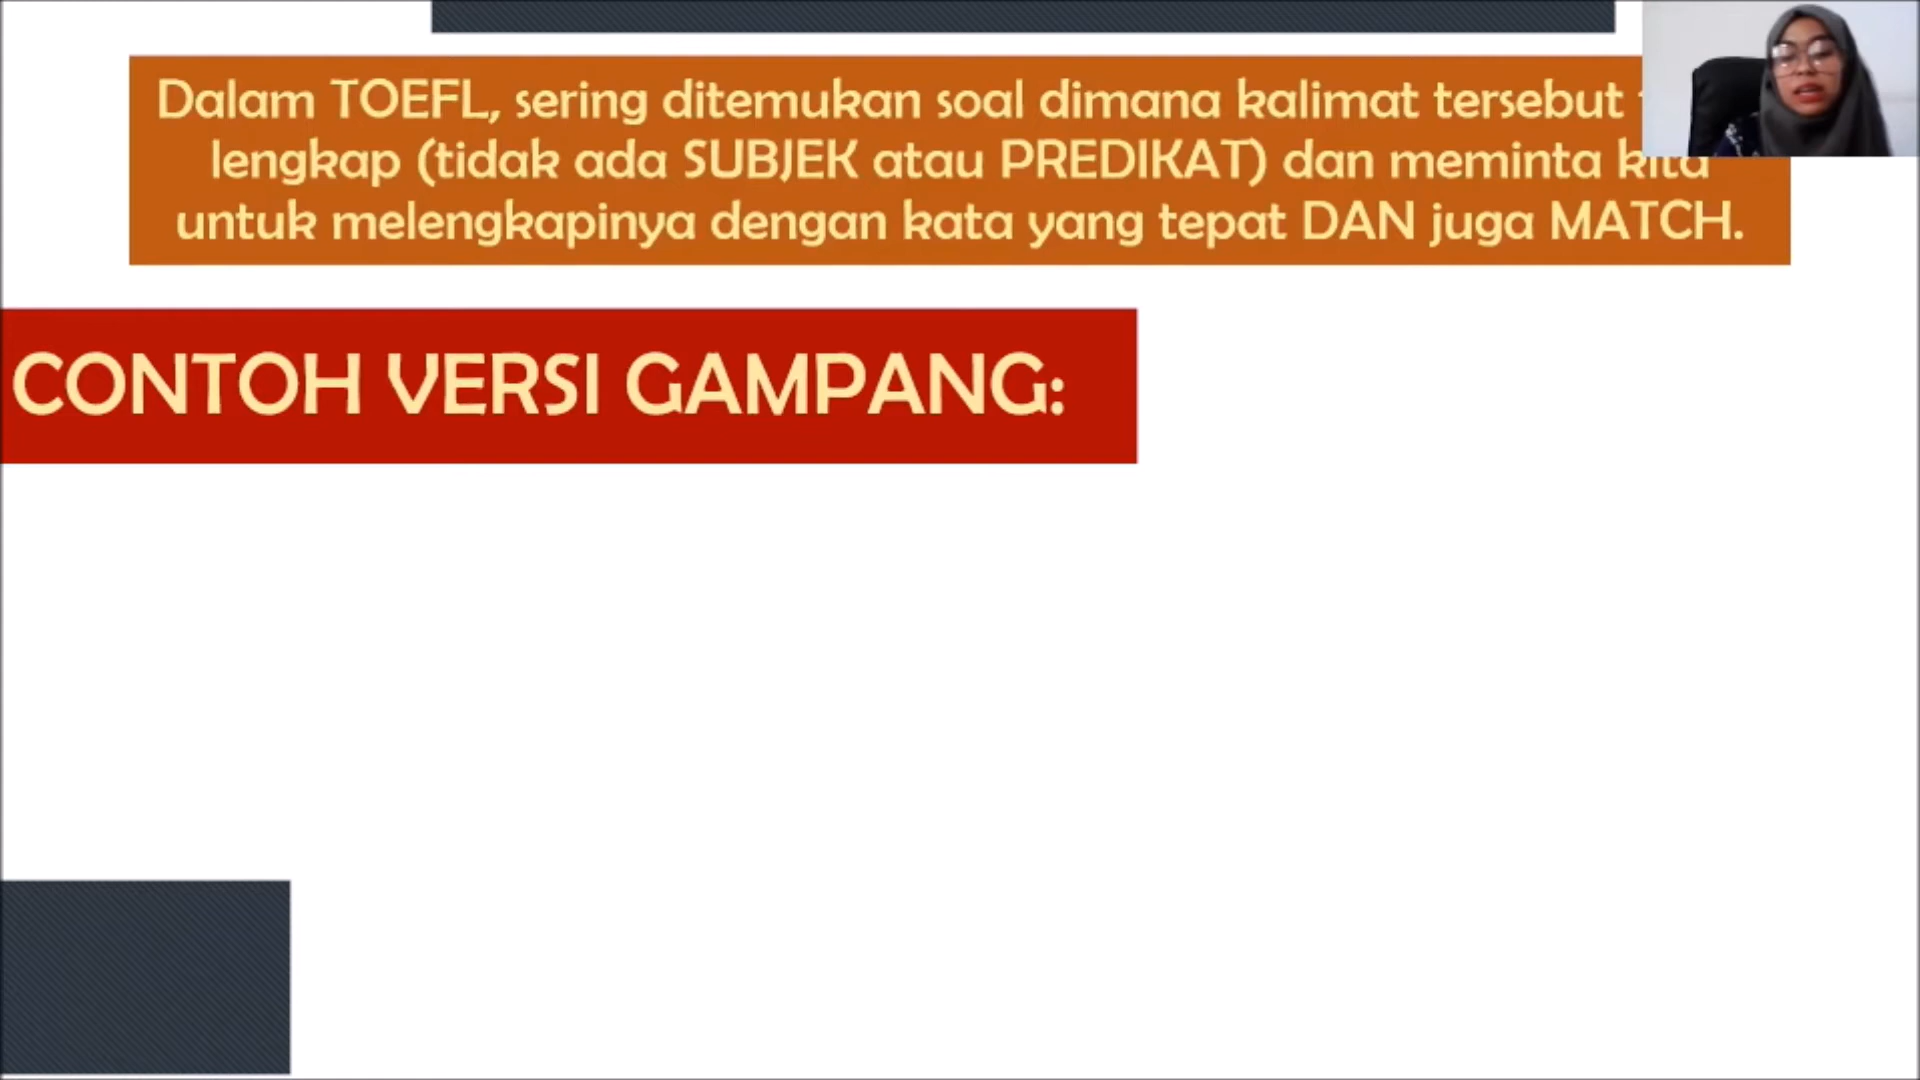 Dalam TOEFL, sering ditemukan soal dimana kalimat tersebut
lengkap (tidak ada SUBJEK atau PREDIKAT) dan meminta kita
untuk melengkapinya dengan kata yang tepat DAN juga MATCH.
CONTOH VERSI GAMPANG: